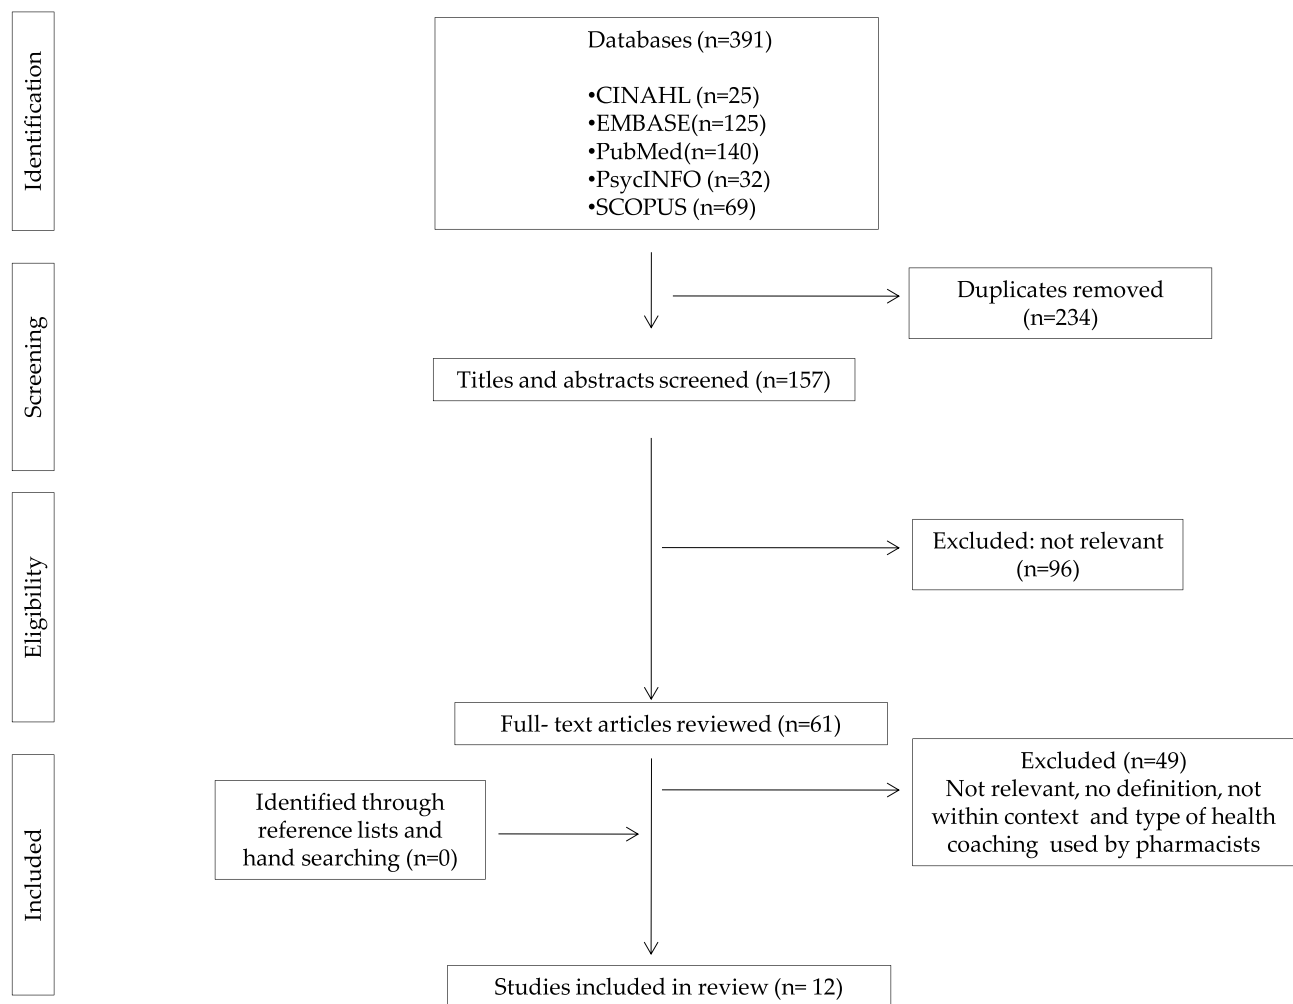 Identification
Databases (n=391)
•CINAHL (n=25)
•EMBASE(n=125)
•PubMed(n=140)
•PsycINFO (n=32)
•SCOPUS (n=69)
Screening
Duplicates removed
(n=234)
Titles and abstracts screened (n=157)
Eligibility
Excluded: not relevant
(n=96)
Full- text articles reviewed (n=61)
Included
Identified through
reference lists and
hand searching (n=0)
Excluded (n=49)
Not relevant, no definition, not
within context and type of health
coaching used by pharmacists
Studies included in review (n= 12)